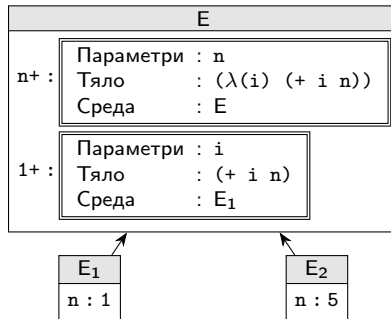 E
n+ :
Параметри : n
Тяло : (λ(i) (+ i n))
Среда : E
1+ :
Параметри : i
Тяло : (+ i n)
Среда : E₁
E₁
n : 1
E₂
n : 5